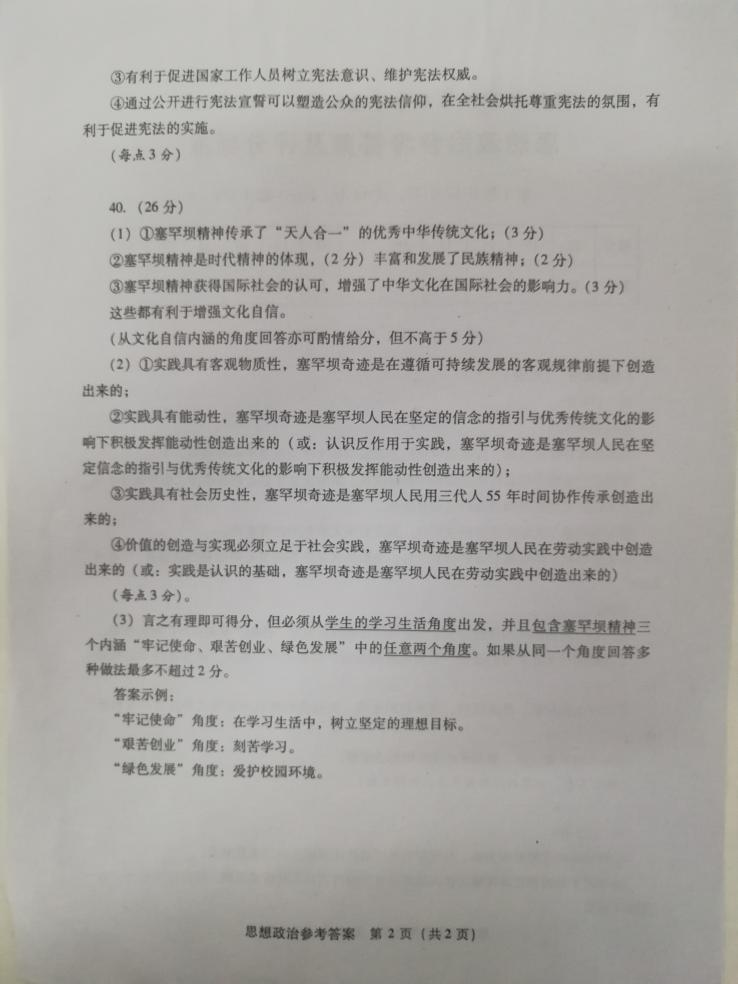 ③有利于促进国家工作人员树立宪法意识、维护宪法权威。
④通过公开进行宪法宣誓可以塑造公众的宪法信仰，在全社会烘托尊重宪法的氛围，有
利于促进宪法的实施。
（每点3分）
40.（26分）
（1）①塞罕坝精神传承了“天人合一”的优秀中华传统文化；（3分）
②塞罕坝精神是时代精神的体现，（2分）丰富和发展了民族精神；（2分）
③塞罕坝精神获得国际社会的认可，增强了中华文化在国际社会的影响力。（3分）
这些都有利于增强文化自信。
（从文化自信内涵的角度回答亦可酌情给分，但不高于5分）
（2）①实践具有客观物质性，塞罕坝奇迹是在遵循可持续发展的客观规律前提下创造
出来的；
②实践具有能动性，塞罕坝奇迹是塞罕坝人民在坚定的信念的指引与优秀传统文化的影
响下积极发挥能动性创造出来的（或：认识反作用于实践，塞罕坝奇迹是塞罕坝人民在坚
定信念的指引与优秀传统文化的影响下积极发挥能动性创造出来的）；
③实践具有社会历史性，塞罕坝奇迹是塞罕坝人民用三代人55 年时间协作传承创造出
来的；
④价值的创造与实现必须立足于社会实践，塞罕坝奇迹是塞罕坝人民在劳动实践中创造
出来的（或：实践是认识的基础，塞罕坝奇迹是塞罕坝人民在劳动实践中创造出来的）
（每点3分）。
（3）言之有理即可得分，但必须从学生的学习生活角度出发，并且包含塞罕坝精神三
个内涵“牢记使命、艰苦创业、绿色发展”中的任意两个角度。如果从同一个角度回答多
种做法最多不超过2分。
答案示例：
“牢记使命”角度：在学习生活中，树立坚定的理想目标。
“艰苦创业”角度：刻苦学习。
“绿色发展”角度：爱护校园环境。
思想政治参考答案 第2页（共2页）